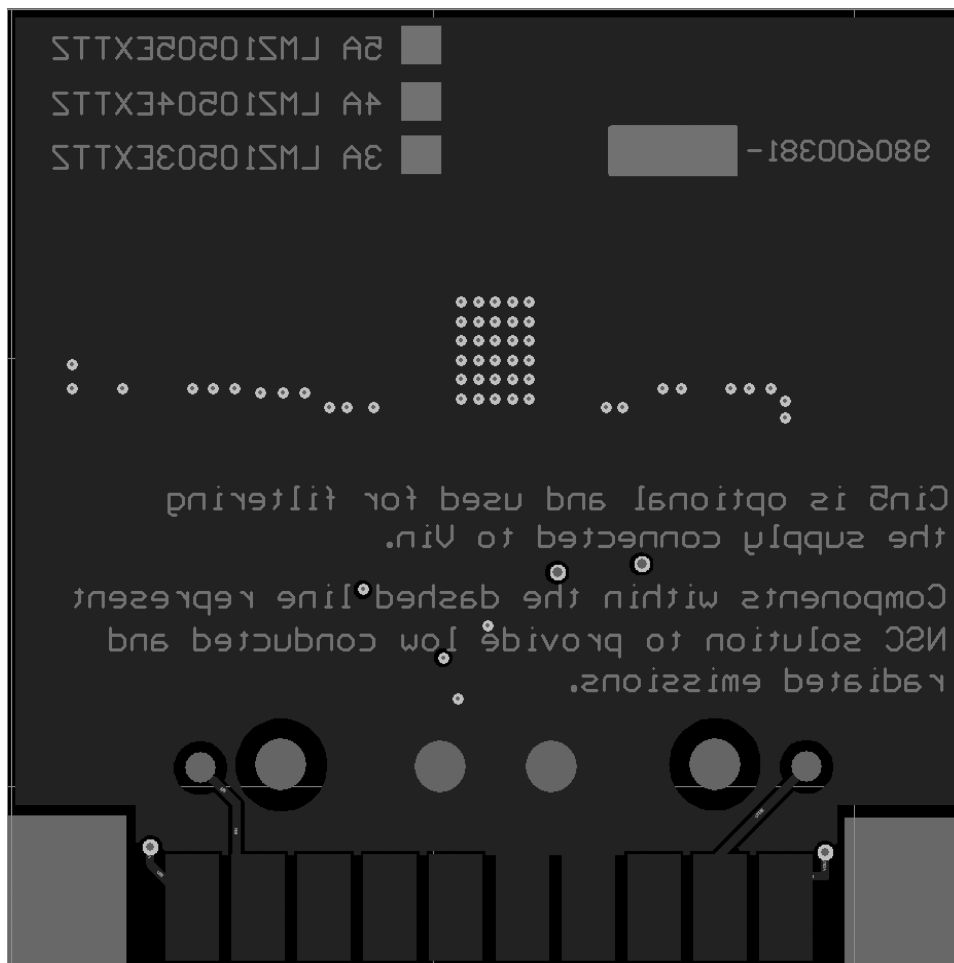 5A LMZ10505EXTTZ
4A LMZ10504EXTTZ
3A LMZ10503EXTTZ
980600381-
Cin5 is optional and used for filtering
the supply connected to Vin.
Components within the dashed line represent
NSC solution to provide low conducted and
radiated emissions.